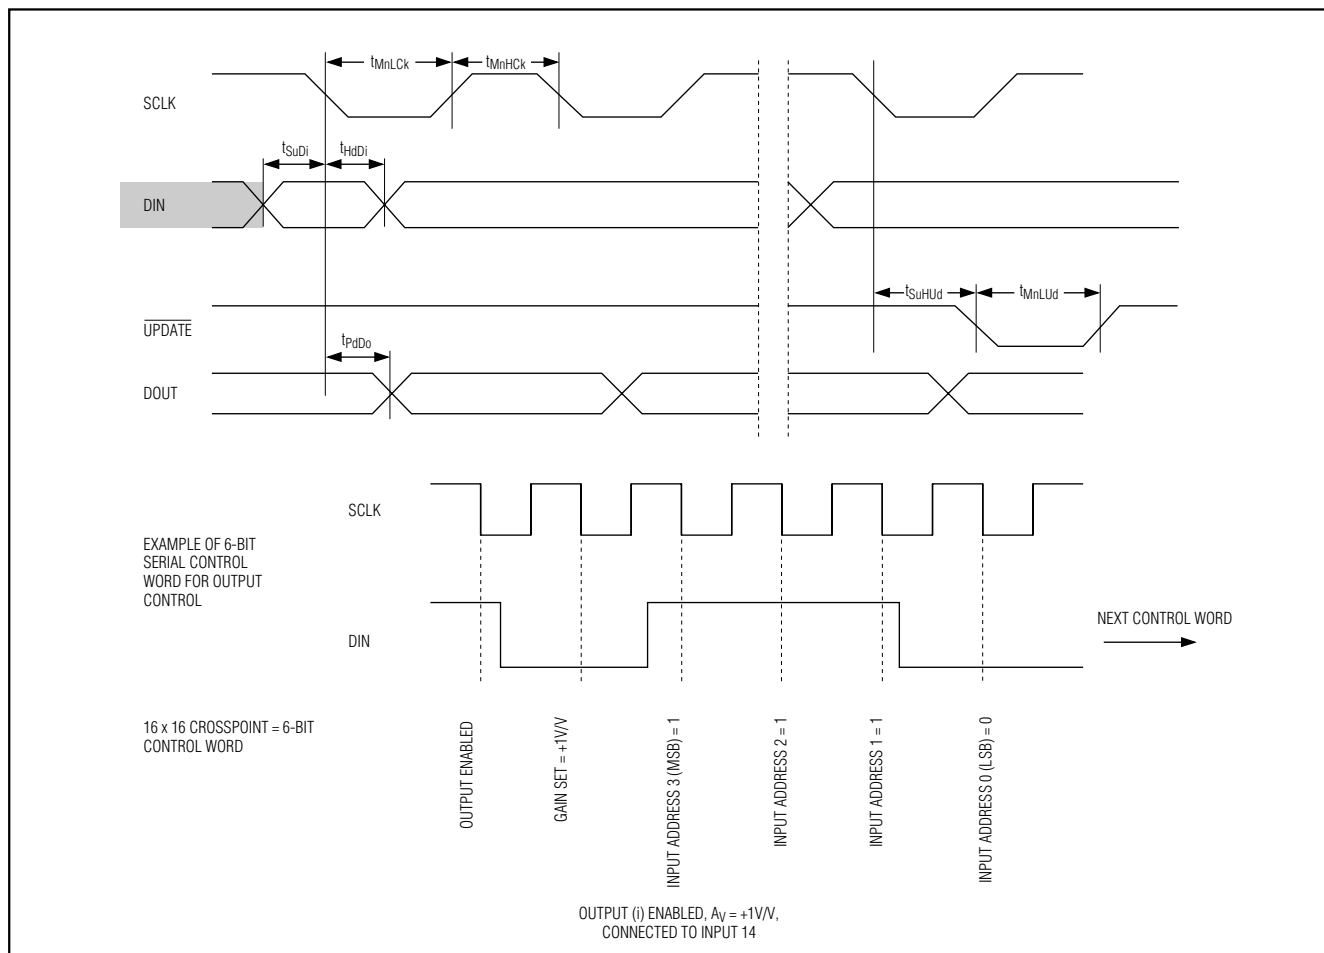 tMnLCk
tMnHCk
SCLK
tSuDi
tHdDi
DIN
tSuHUd
tMnLUd
UPDATE
tPdDo
DOUT
SCLK
EXAMPLE OF 6-BIT
SERIAL CONTROL
WORD FOR OUTPUT
CONTROL
DIN
NEXT CONTROL WORD
16 x 16 CROSSPOINT = 6-BIT
CONTROL WORD
OUTPUT ENABLED
GAIN SET = +1V/V
INPUT ADDRESS 3 (MSB) = 1
INPUT ADDRESS 2 = 1
INPUT ADDRESS 1 = 1
INPUT ADDRESS 0 (LSB) = 0
OUTPUT (i) ENABLED, AV = +1V/V,
CONNECTED TO INPUT 14